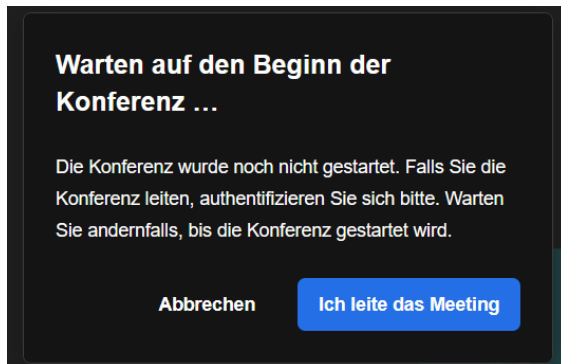 Warten auf den Beginn der
Konferenz …
Die Konferenz wurde noch nicht gestartet. Falls Sie die
Konferenz leiten, authentifizieren Sie sich bitte. Warten
Sie andernfalls, bis die Konferenz gestartet wird.
Abbrechen
Ich leite das Meeting